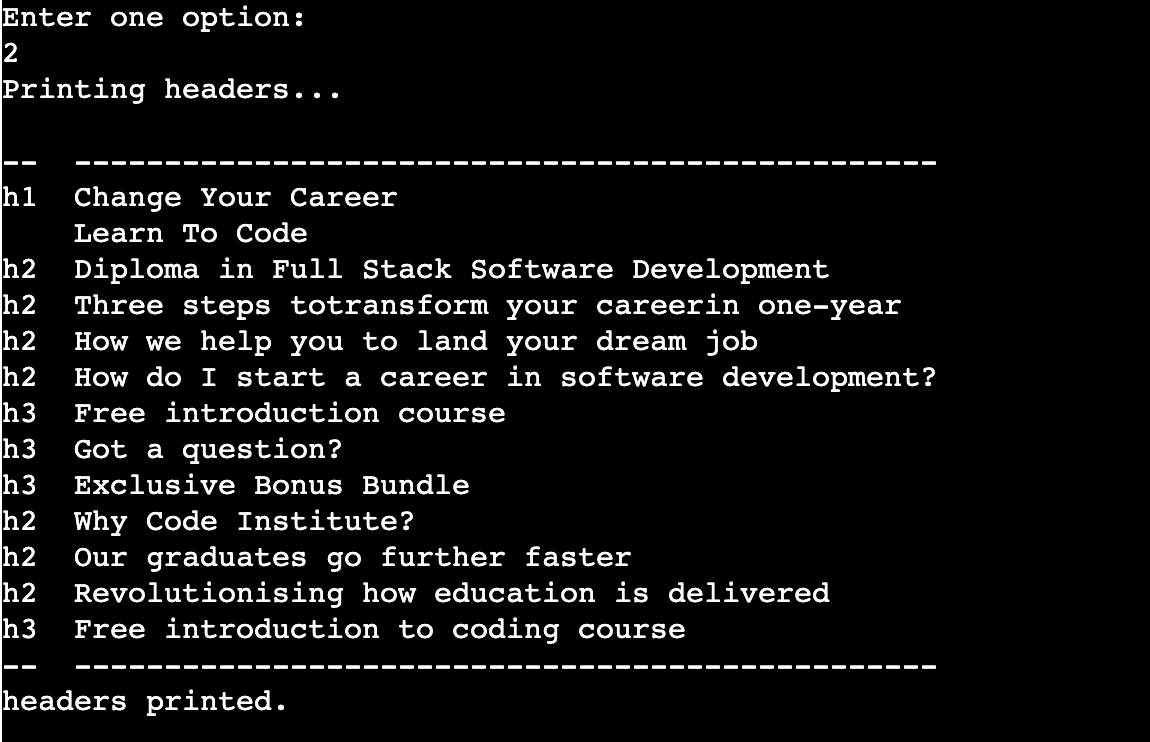 Enter one option:
2
Printing headers...
--  ------------------------------------------------
h1  Change Your Career
    Learn To Code
h2  Diploma in Full Stack Software Development
h2  Three steps totransform your careerin one-year
h2  How we help you to land your dream job
h2  How do I start a career in software development?
h3  Free introduction course
h3  Got a question?
h3  Exclusive Bonus Bundle
h2  Why Code Institute?
h2  Our graduates go further faster
h2  Revolutionising how education is delivered
h3  Free introduction to coding course
--  ------------------------------------------------
headers printed.